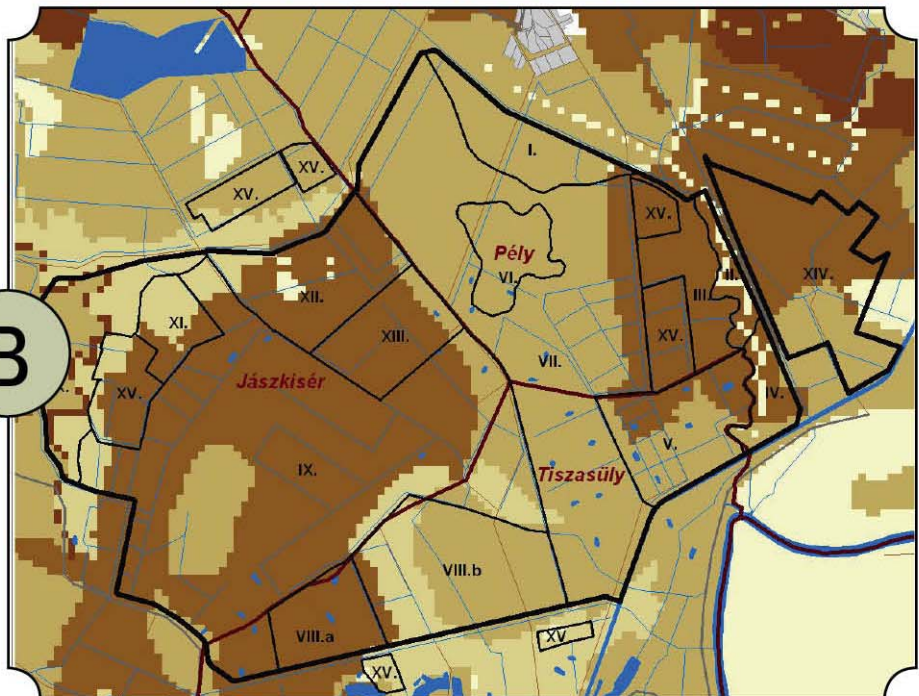 I.
XV.
XV.
XV.
Pély
VI.
II.
XIV.
III.
XII.
XI.
XIII.
XV.
B
VII.
Jászkisér
XV.
IV.
V.
IX.
Tiszasüly
VIII.b
VIII.a
XV
XV.